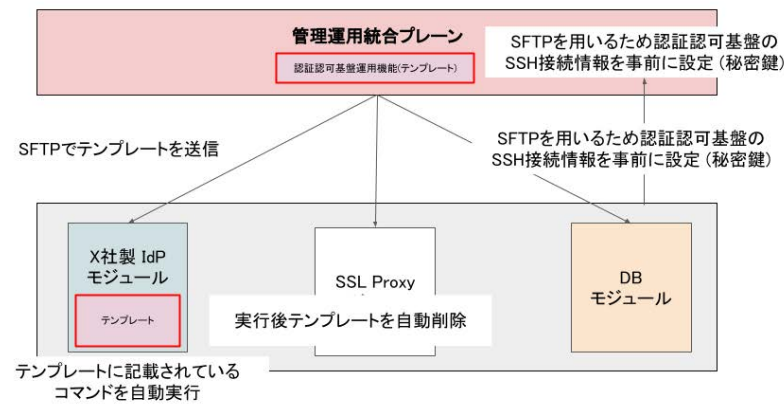 管理運用統合プレーン
認証認可基盤運用機能(テンプレート)
SFTPを用いるため認証認可基盤の
SSH接続情報を事前に設定 (秘密鍵)
SFTPでテンプレートを送信
SFTPを用いるため認証認可基盤の
SSH接続情報を事前に設定 (秘密鍵)
X社製 IdP
モジュール
テンプレート
SSL Proxy
実行後テンプレートを自動削除
DB
モジュール
テンプレートに記載されている
コマンドを自動実行